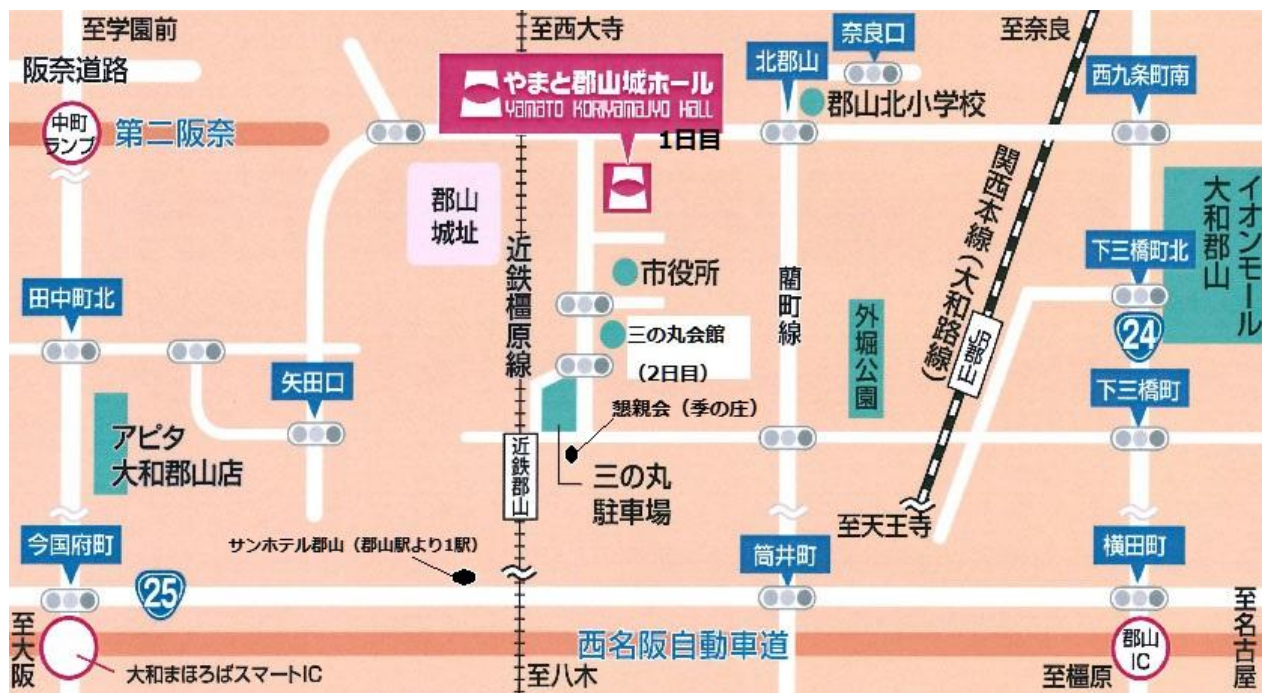 至学園前
至西大寺
奈良口
至奈良
阪奈道路
やまと郡山城ホール
YAMATO KORIYAMAJYO HALL
北郡山
西九条町南
郡山北小学校
中町
ランプ
第二阪奈
1日目
郡山
城址
近鉄橿原線
関西本線(大和路線)
イオンモール
大和郡山
市役所
藺町線
下三橋町北
田中町北
三の丸会館
(2日目)
外堀公園
JR郡山
24
矢田口
下三橋町
懇親会(季の庄)
アピタ
大和郡山店
近鉄郡山
三の丸
駐車場
至天王寺
今国府町
サンホテル郡山(郡山駅より1駅)
筒井町
横田町
25
至大阪
西名阪自動車道
郡山
IC
至名古屋
大和まほろばスマートIC
至八木
至橿原